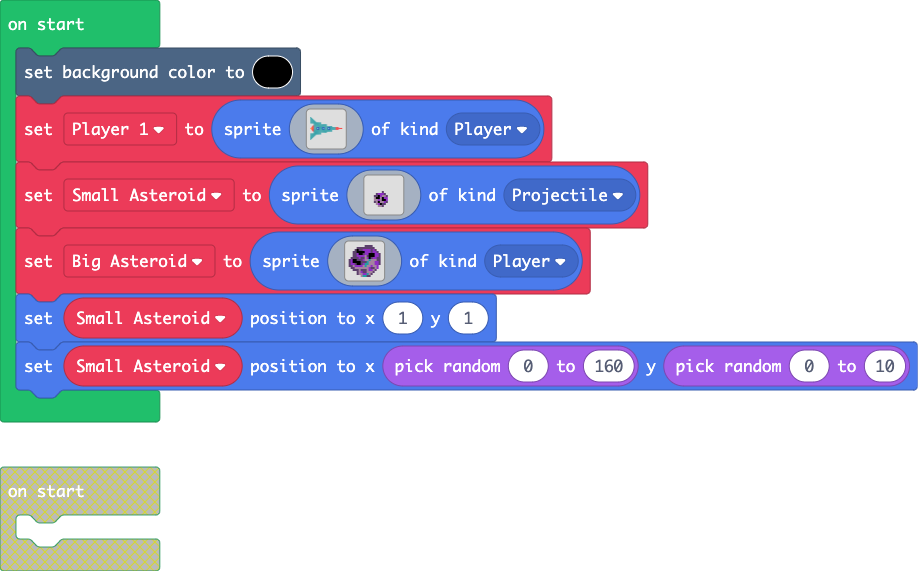 on start
set background color to
set Player 1 to sprite of kind Player
set Small Asteroid to sprite of kind Projectile
set Big Asteroid to sprite of kind Player
set Small Asteroid position to x 1 y 1
set Small Asteroid position to x pick random 0 to 160 y pick random 0 to 10
on start